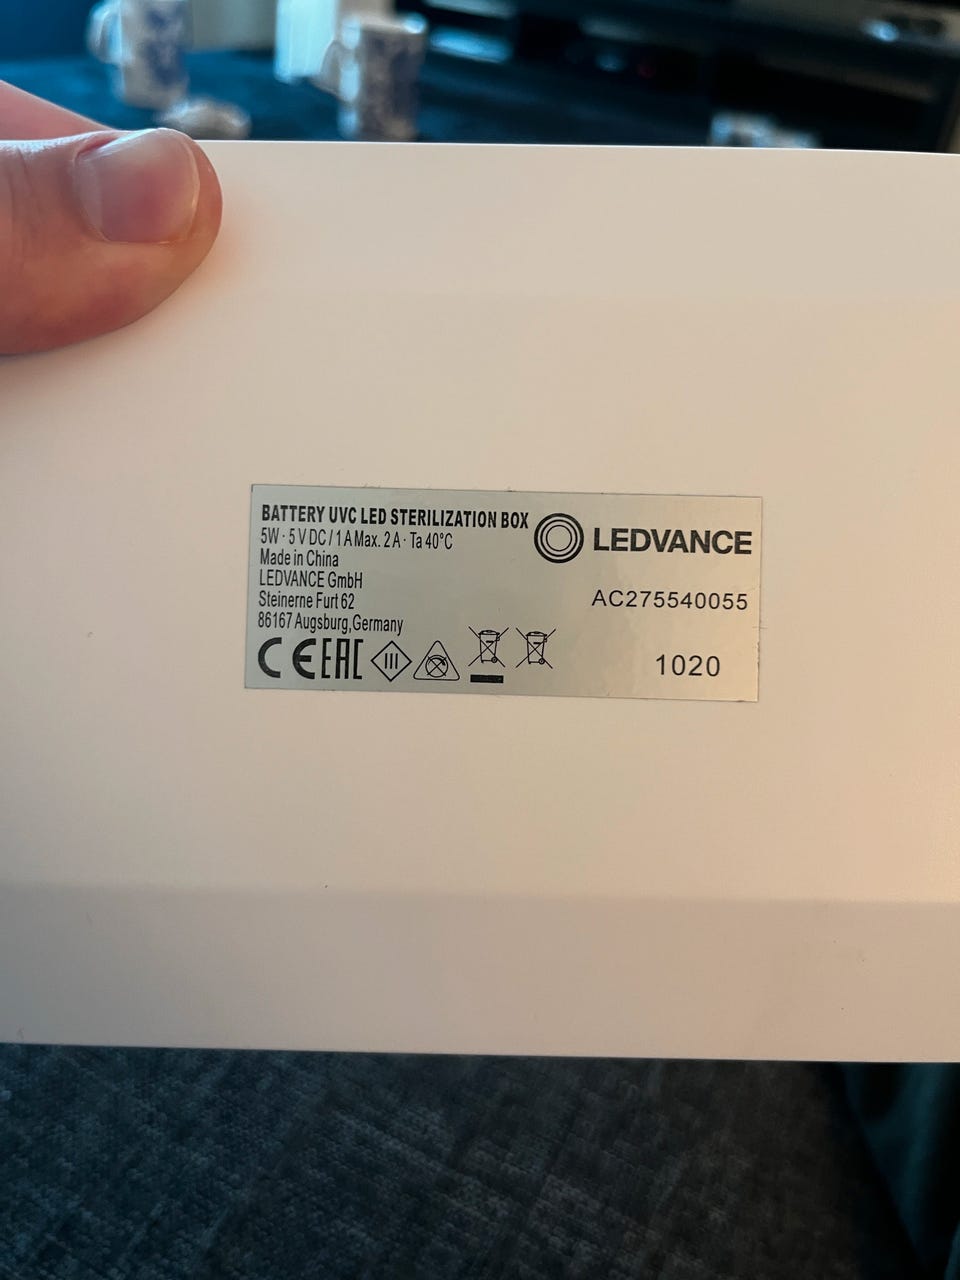 BATTERY UVC LED STERILIZATION BOX
5W · 5 V DC / 1 A Max. 2 A · Ta 40°C
Made in China
LEDVANCE GmbH
Steinerne Furt 62
86167 Augsburg, Germany
CE EAC III
LEDVANCE
AC275540055
1020